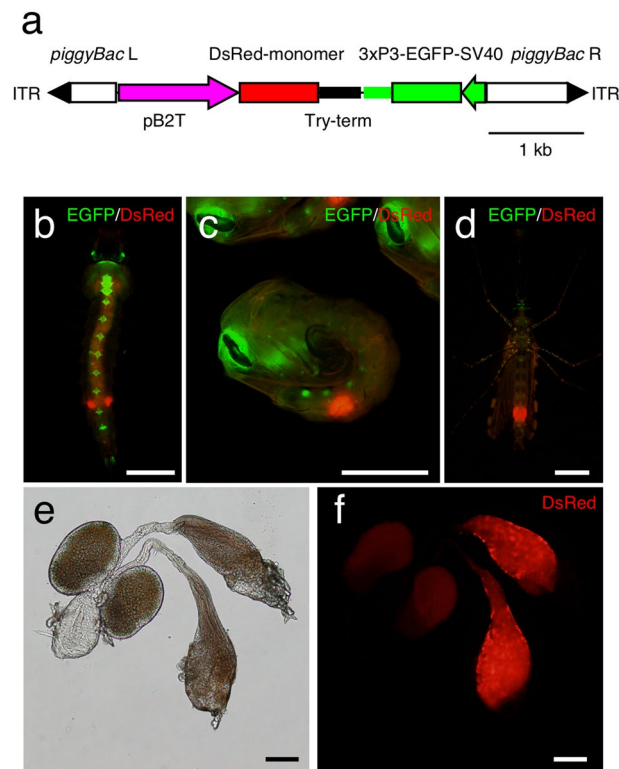 a
piggyBac L DsRed-monomer 3xP3-EGFP-SV40 piggyBac R
ITR ITR
pB2T Try-term
1 kb
b EGFP/DsRed
c EGFP/DsRed
d EGFP/DsRed
e
f DsRed